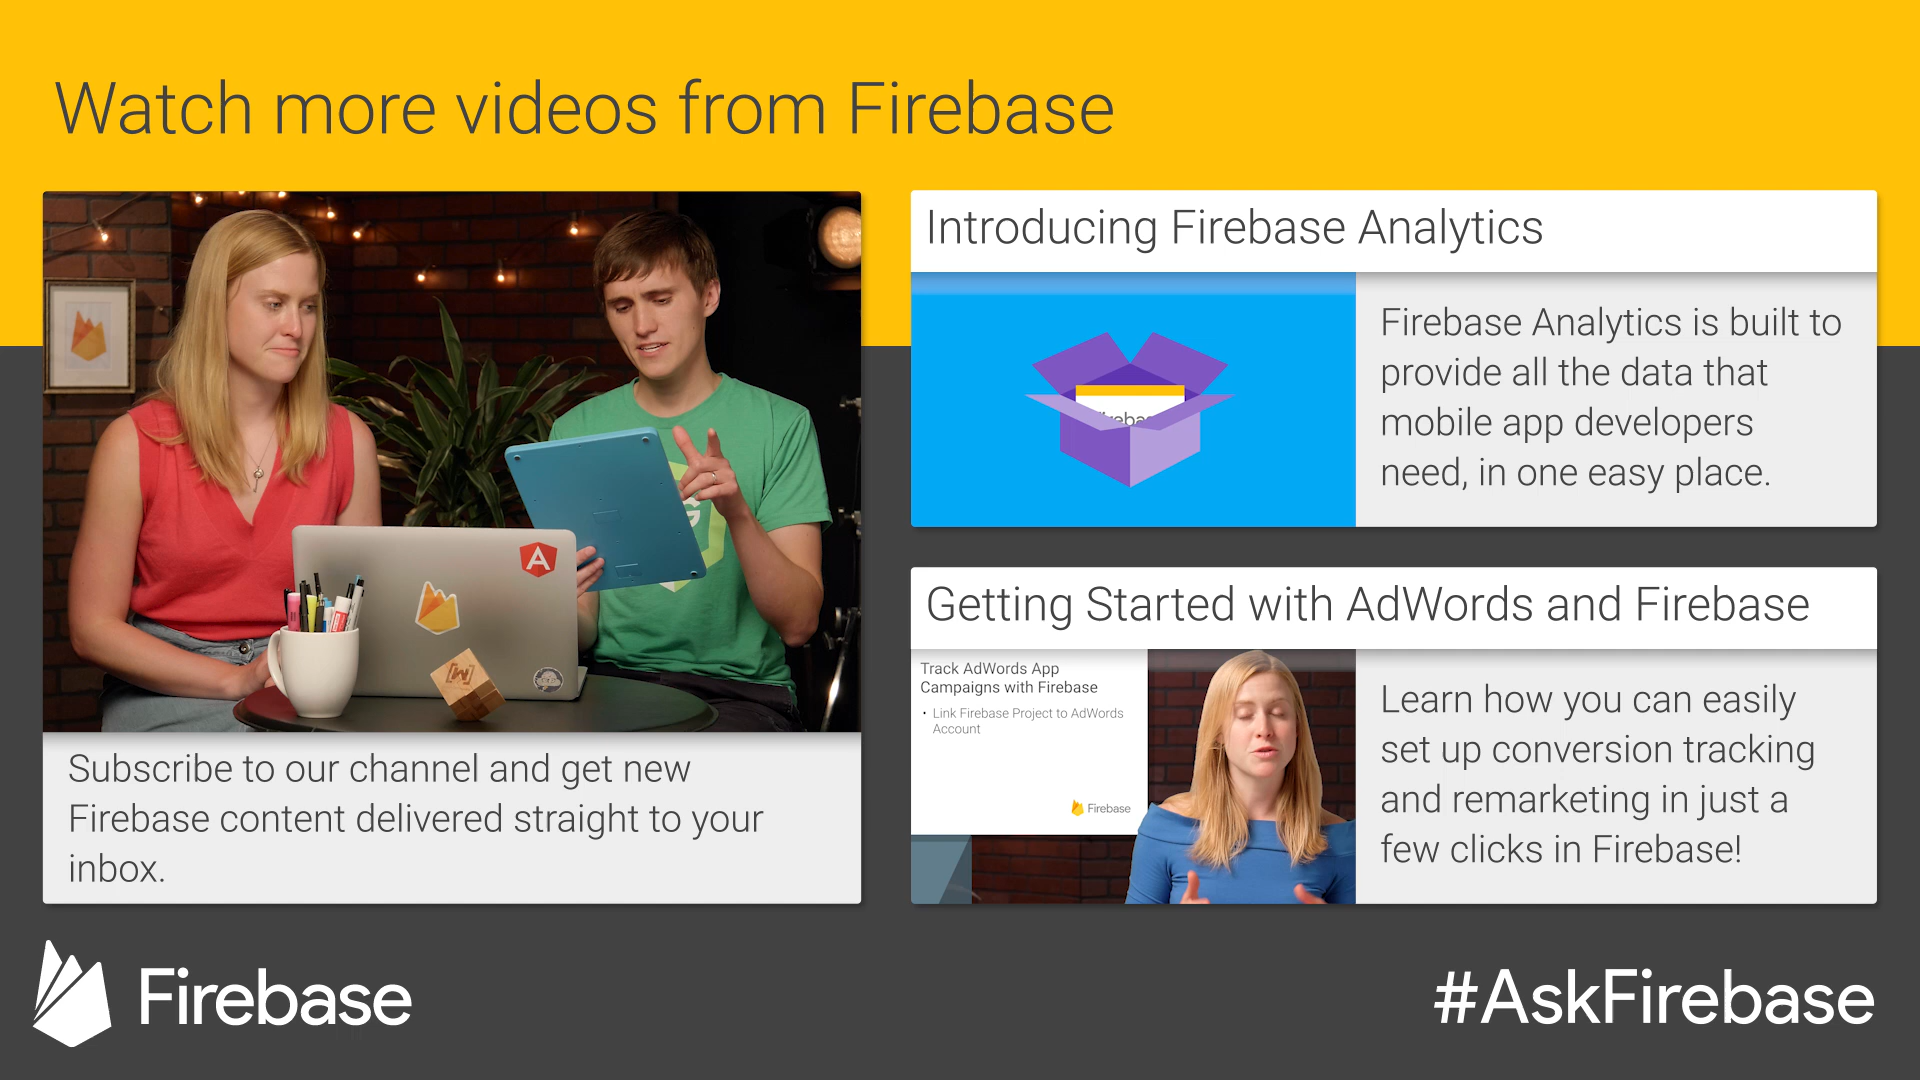 Watch more videos from Firebase
Subscribe to our channel and get new
Firebase content delivered straight to your
inbox.
Introducing Firebase Analytics
Firebase Analytics is built to
provide all the data that
mobile app developers
need, in one easy place.
Getting Started with AdWords and Firebase
Track AdWords App
Campaigns with Firebase
• Link Firebase Project to AdWords
Account
Firebase
Learn how you can easily
set up conversion tracking
and remarketing in just a
few clicks in Firebase!
Firebase
#AskFirebase